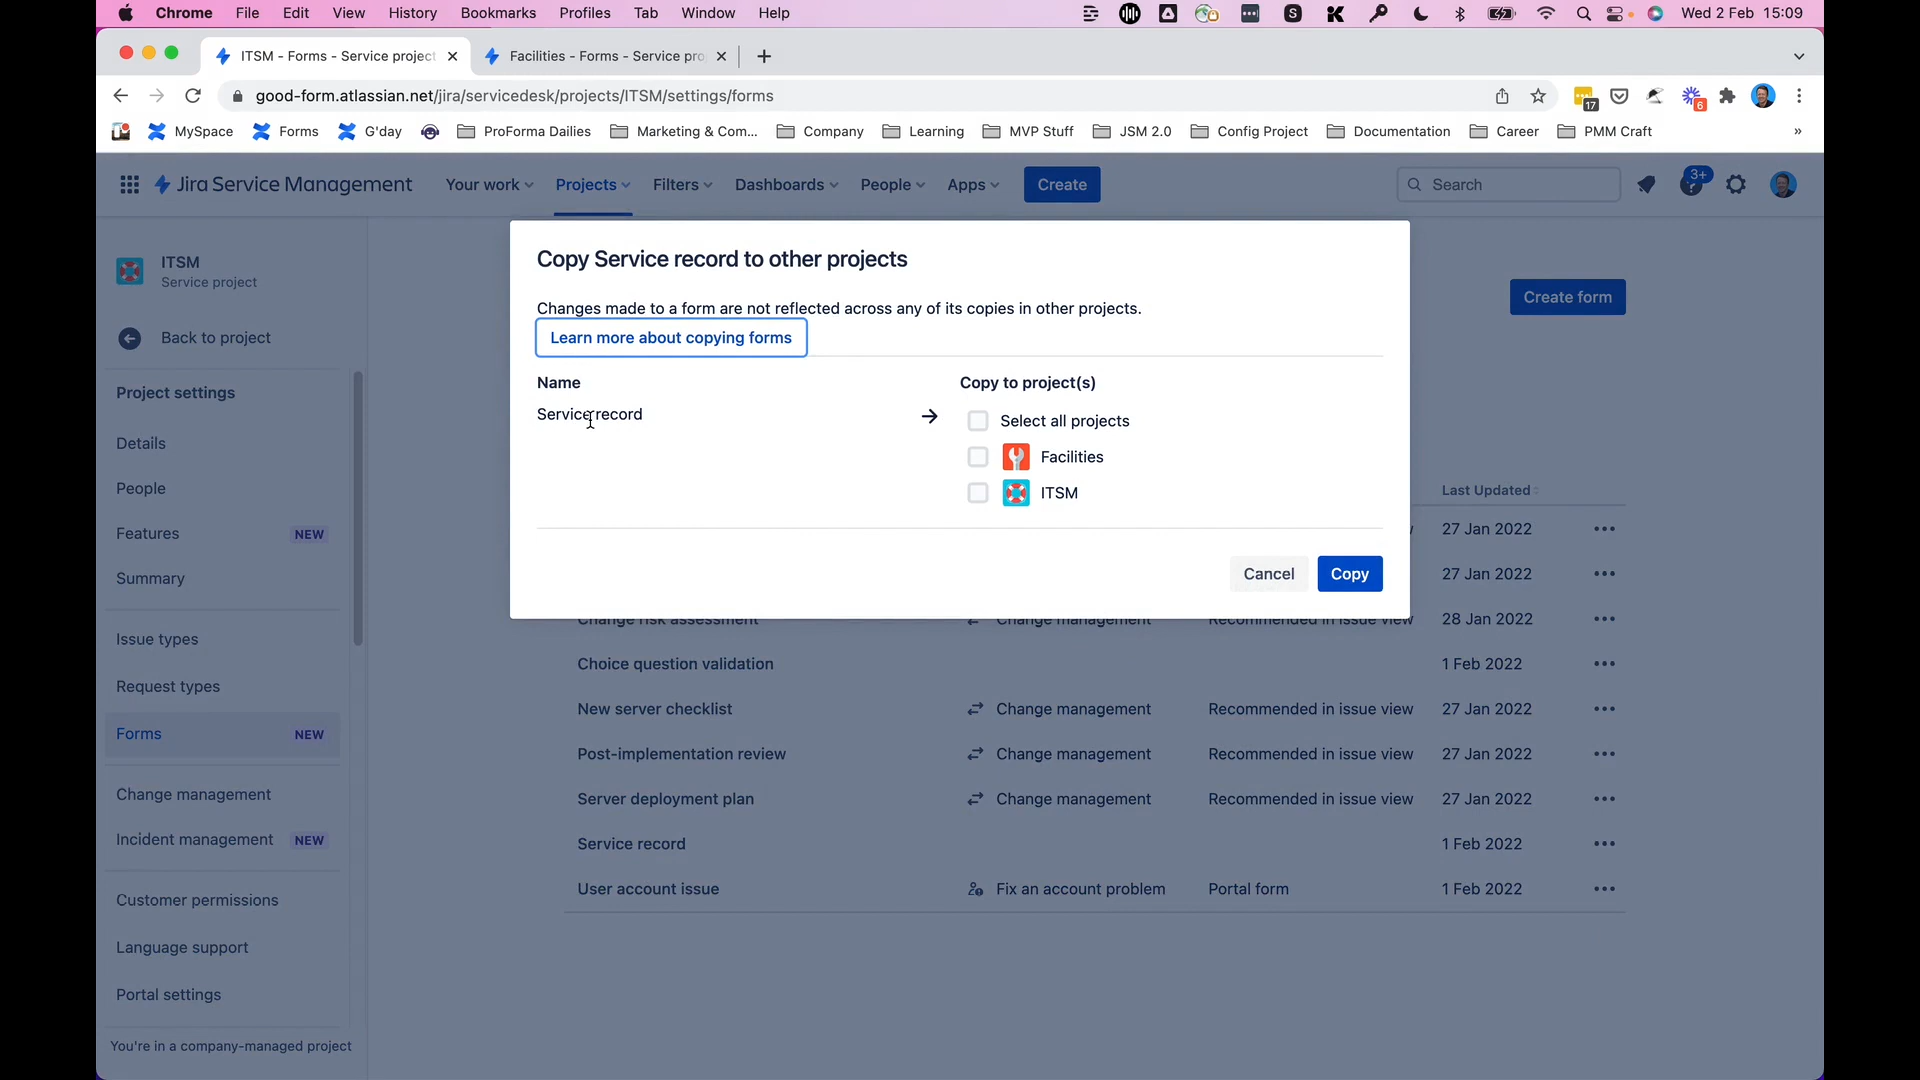 Chrome File Edit View History Bookmarks Profiles Tab Window Help Wed 2 Feb 15:09
ITSM - Forms - Service project Facilities - Forms - Service pro
good-form.atlassian.net/jira/servicedesk/projects/ITSM/settings/forms 17 6
MySpace Forms G'day ProForma Dailies Marketing & Com... Company Learning MVP Stuff JSM 2.0 Config Project Documentation Career PMM Craft »
Jira Service Management Your work Projects Filters Dashboards People Apps Create Search 3+
ITSM
Service project
Back to project
Project settings
Details
People
Features NEW
Summary
Issue types
Request types
Forms NEW
Change management
Incident management NEW
Customer permissions
Language support
Portal settings
You're in a company-managed project
Create form
Copy Service record to other projects
Changes made to a form are not reflected across any of its copies in other projects.
Learn more about copying forms
Name Copy to project(s)
Service record Select all projects
Facilities
ITSM
Cancel Copy
Last Updated
27 Jan 2022
27 Jan 2022
Change risk assessment Change management Recommended in issue view 28 Jan 2022
Choice question validation 1 Feb 2022
New server checklist Change management Recommended in issue view 27 Jan 2022
Post-implementation review Change management Recommended in issue view 27 Jan 2022
Server deployment plan Change management Recommended in issue view 27 Jan 2022
Service record 1 Feb 2022
User account issue Fix an account problem Portal form 1 Feb 2022